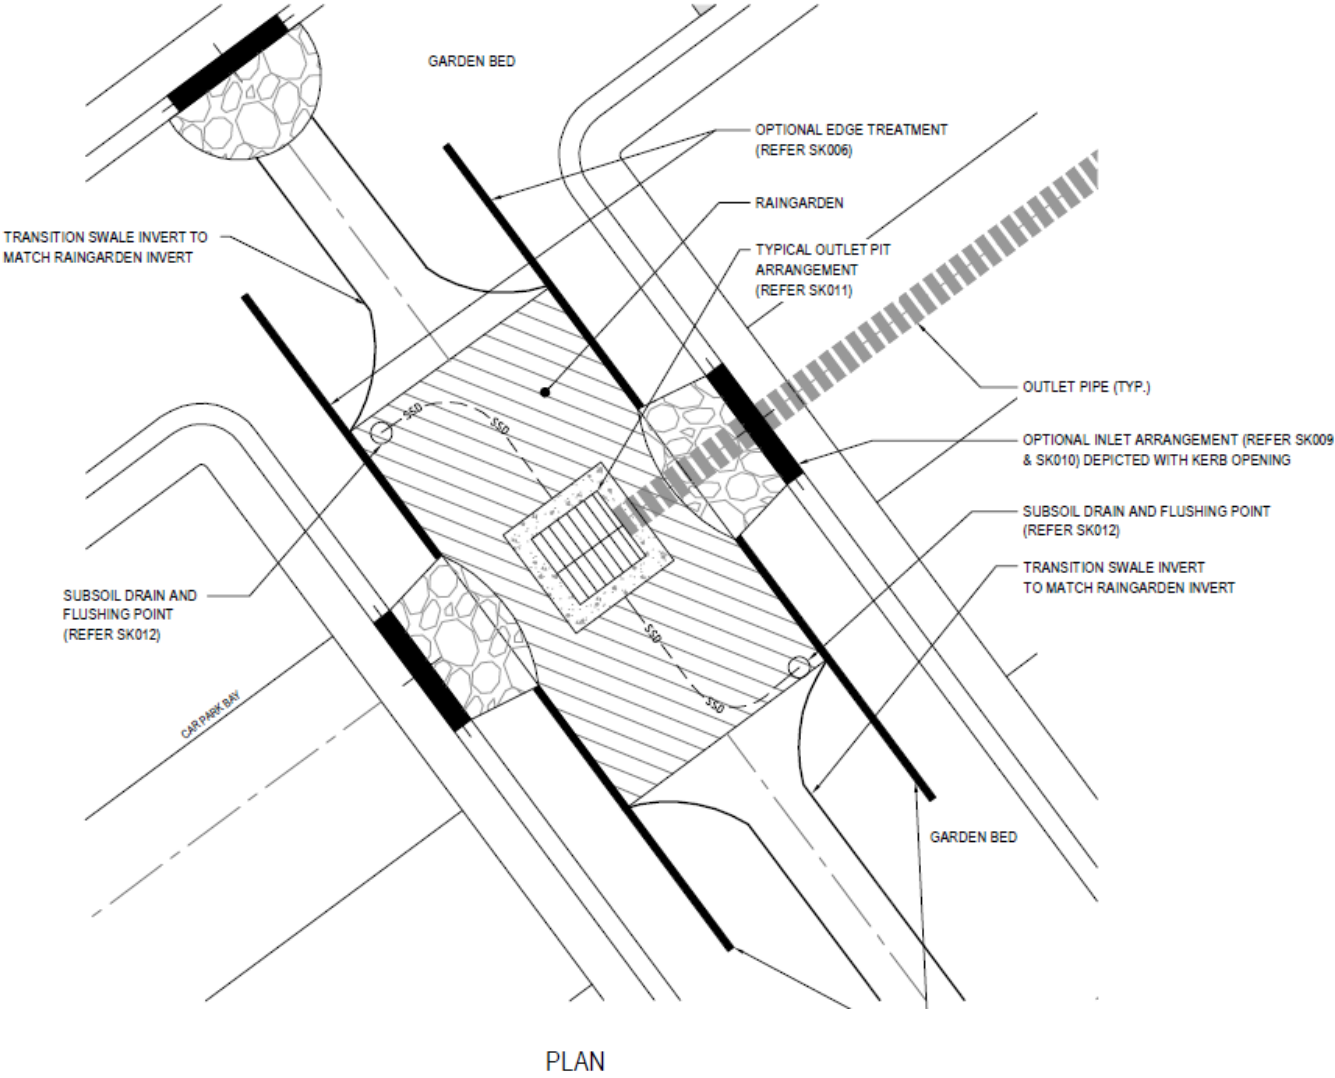 GARDEN BED
OPTIONAL EDGE TREATMENT
(REFER SK006)
RAINGARDEN
TRANSITION SWALE INVERT TO
MATCH RAINGARDEN INVERT
TYPICAL OUTLET PIT
ARRANGEMENT
(REFER SK011)
OUTLET PIPE (TYP.)
SSD
SSD
OPTIONAL INLET ARRANGEMENT (REFER SK009
& SK010) DEPICTED WITH KERB OPENING
SUBSOIL DRAIN AND FLUSHING POINT
(REFER SK012)
TRANSITION SWALE INVERT
TO MATCH RAINGARDEN INVERT
SUBSOIL DRAIN AND
FLUSHING POINT
(REFER SK012)
SSD
SSD
CAR PARK BAY
GARDEN BED
PLAN